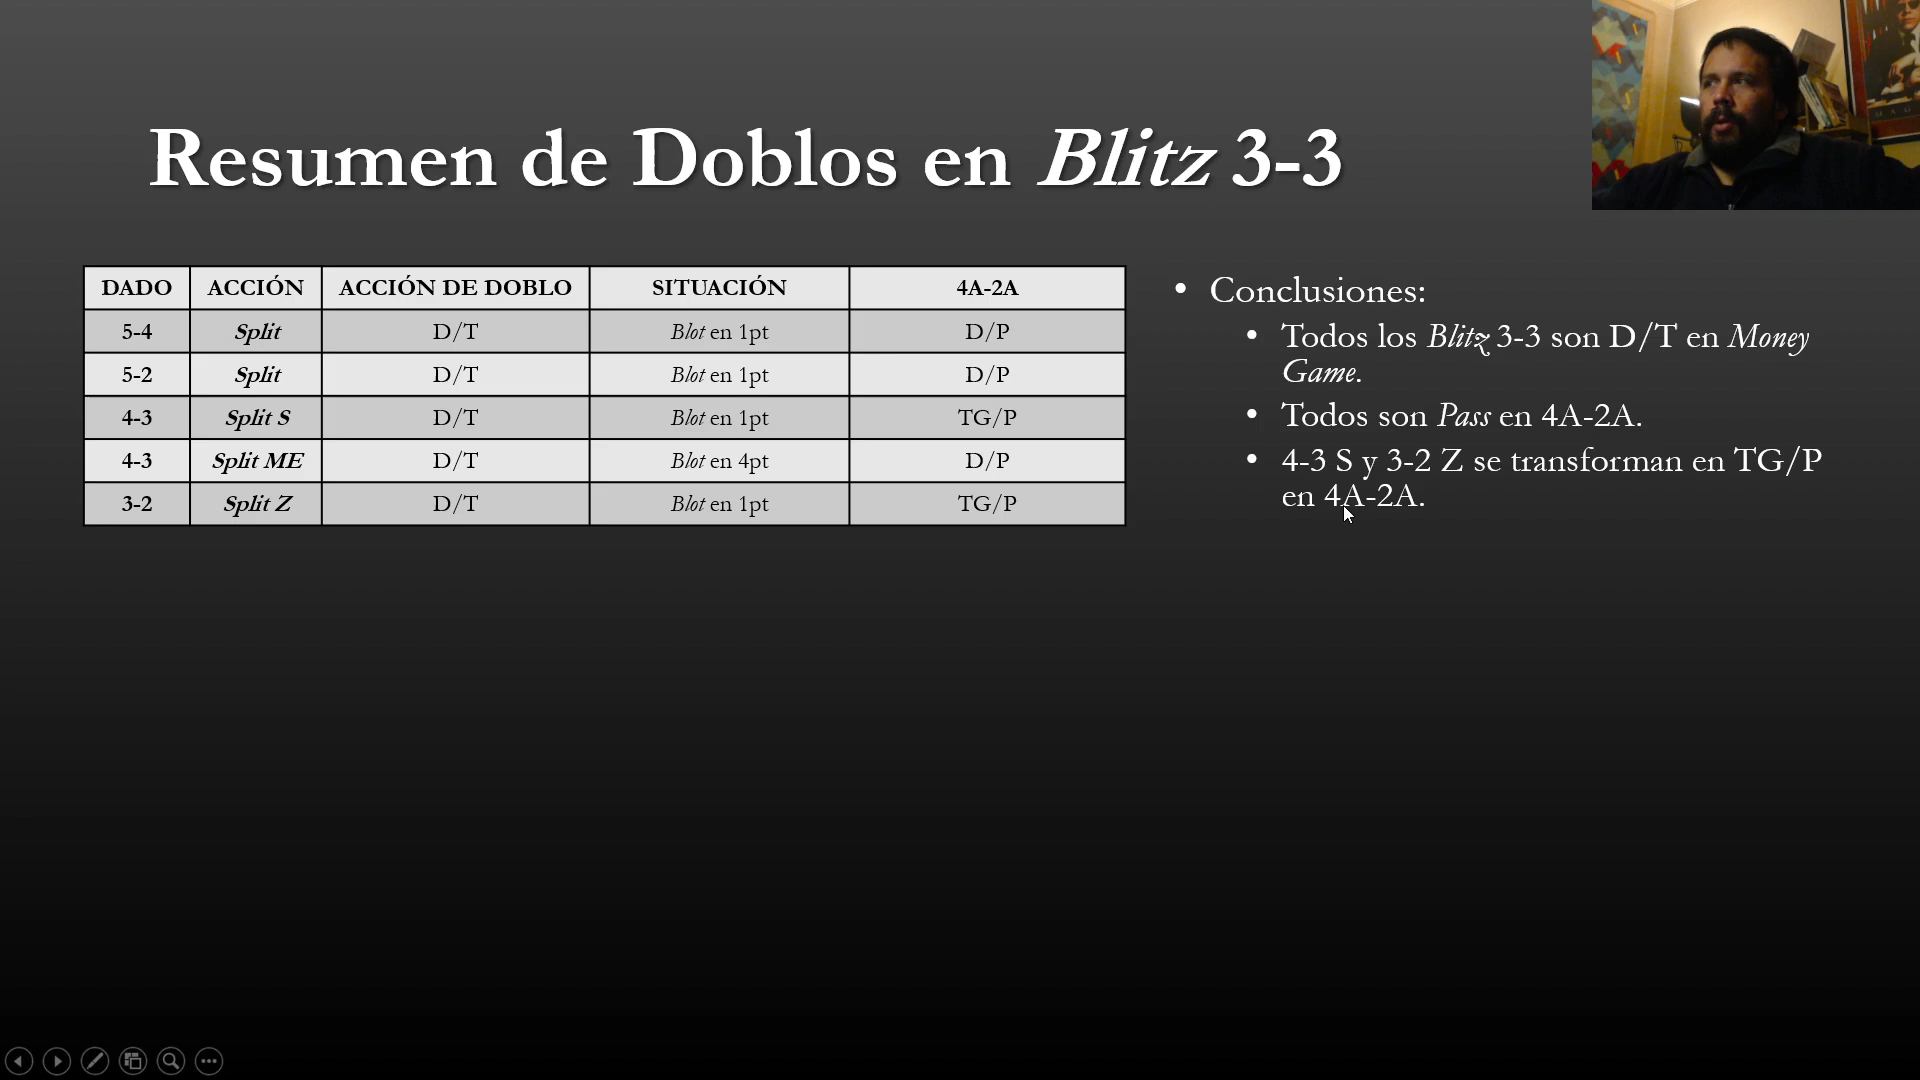 Resumen de Doblos en Blitz 3-3
DADO ACCIÓN ACCIÓN DE DOBLO SITUACIÓN 4A-2A
5-4 Split D/T Blot en 1pt D/P
5-2 Split D/T Blot en 1pt D/P
4-3 Split S D/T Blot en 1pt TG/P
4-3 Split ME D/T Blot en 4pt D/P
3-2 Split Z D/T Blot en 1pt TG/P
• Conclusiones:
• Todos los Blitz 3-3 son D/T en Money
Game.
• Todos son Pass en 4A-2A.
• 4-3 S y 3-2 Z se transforman en TG/P
en 4A-2A.